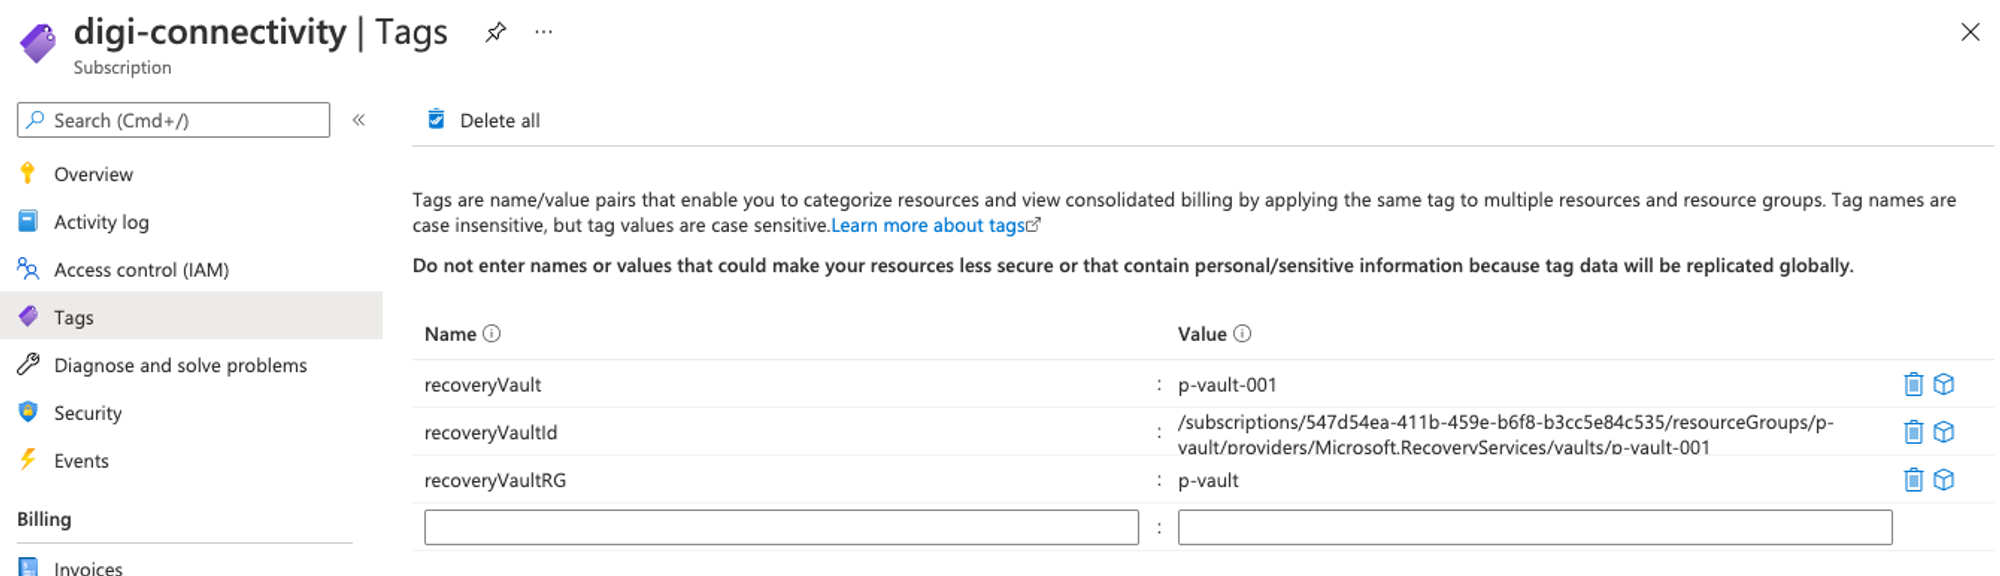 digi-connectivity | Tags ...
Subscription
Search (Cmd+/) «
Delete all
Overview
Activity log
Access control (IAM)
Tags
Diagnose and solve problems
Security
Events
Billing
Invoices
Tags are name/value pairs that enable you to categorize resources and view consolidated billing by applying the same tag to multiple resources and resource groups. Tag names are
case insensitive, but tag values are case sensitive.Learn more about tags
Do not enter names or values that could make your resources less secure or that contain personal/sensitive information because tag data will be replicated globally.
Name Value
recoveryVault : p-vault-001
recoveryVaultId : /subscriptions/547d54ea-411b-459e-b6f8-b3cc5e84c535/resourceGroups/p-
vault/providers/Microsoft.RecoveryServices/vaults/p-vault-001
recoveryVaultRG : p-vault
: